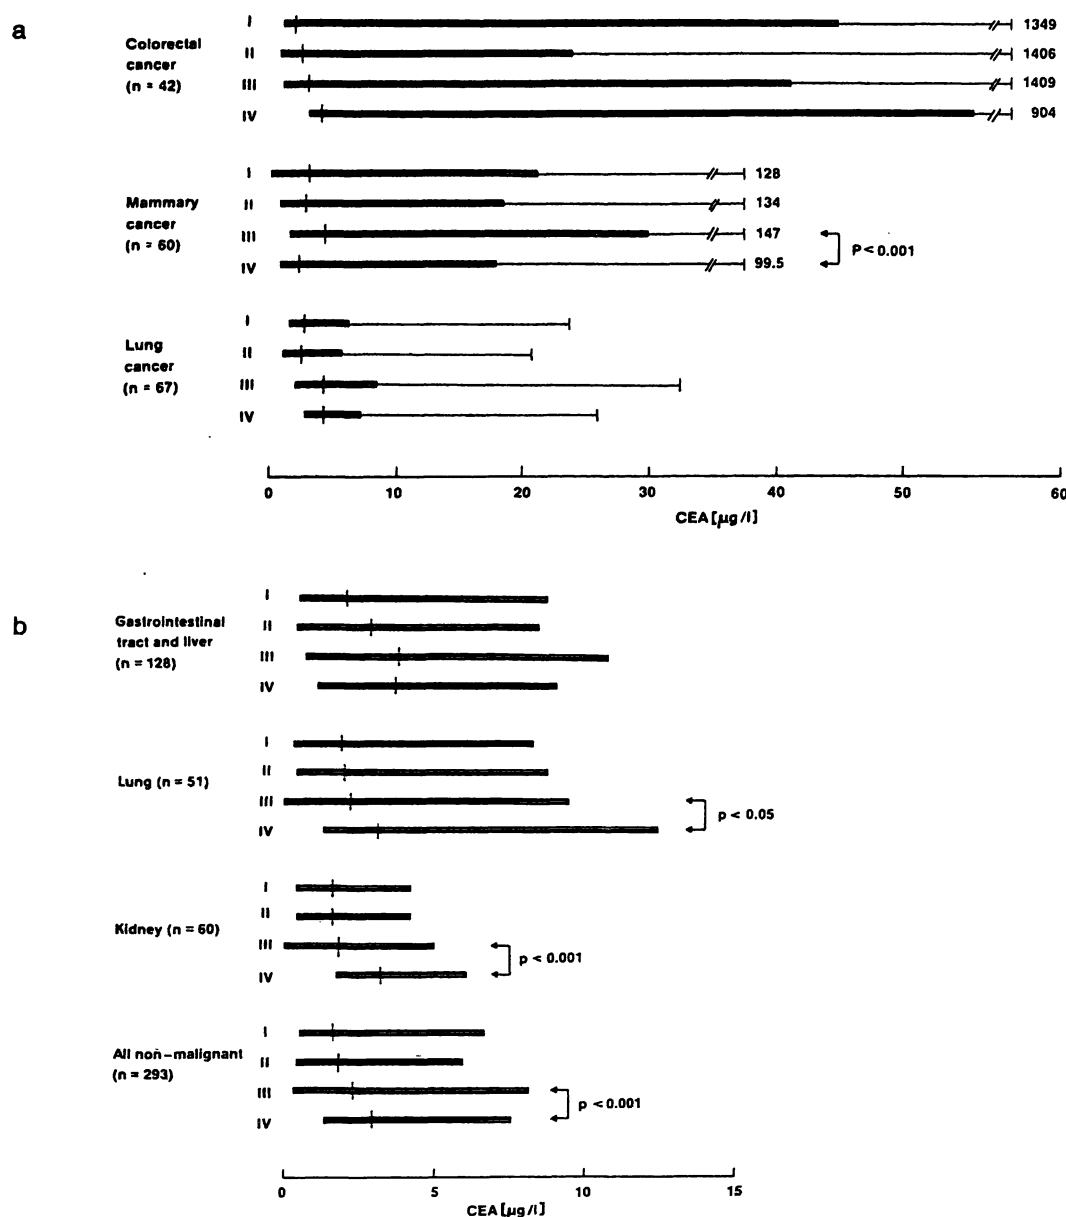 a
Colorectal
cancer
(n = 42)
I
1349
II
1406
III
1409
IV
904
Mammary
cancer
(n = 60)
I
128
II
134
III
147
IV
99.5
P < 0.001
Lung
cancer
(n = 67)
I
II
III
IV
0 10 20 30 40 50 60
CEA [µg/l]
b
Gastrointestinal
tract and liver
(n = 128)
I
II
III
IV
Lung (n = 51)
I
II
III
IV
p < 0.05
Kidney (n = 60)
I
II
III
IV
p < 0.001
All non-malignant
(n = 293)
I
II
III
IV
p < 0.001
0 5 10 15
CEA [µg/l]